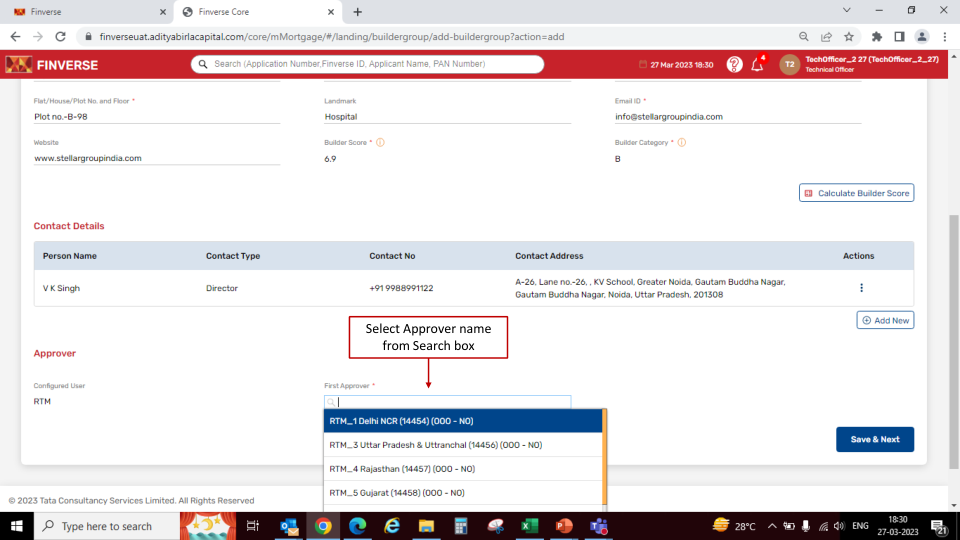 Finverse
Finverse Core
finverseuat.adityabirlacapital.com/core/mMortgage/#/landing/buildergroup/add-buildergroup?action=add
FINVERSE
Search (Application Number,Finverse ID, Applicant Name, PAN Number)
27 Mar 2023 18:30
4
T2
TechOfficer_2 27 (TechOfficer_2_27)
Technical Officer
Flat/House/Plot No. and Floor *
Landmark
Email ID *
Plot no.-B-98
Hospital
info@stellargroupindia.com
Website
Builder Score *
Builder Category *
www.stellargroupindia.com
6.9
B
Calculate Builder Score
Contact Details
Person Name
Contact Type
Contact No
Contact Address
Actions
V K Singh
Director
+91 9988991122
A-26, Lane no.-26, , KV School, Greater Noida, Gautam Buddha Nagar,
Gautam Buddha Nagar, Noida, Uttar Pradesh, 201308
Add New
Select Approver name
from Search box
Approver
Configured User
First Approver *
RTM
RTM_1 Delhi NCR (14454) (000 - NO)
RTM_3 Uttar Pradesh & Uttranchal (14456) (000 - NO)
RTM_4 Rajasthan (14457) (000 - NO)
RTM_5 Gujarat (14458) (000 - NO)
Save & Next
© 2023 Tata Consultancy Services Limited. All Rights Reserved
Type here to search
28°C
ENG
18:30
27-03-2023
21